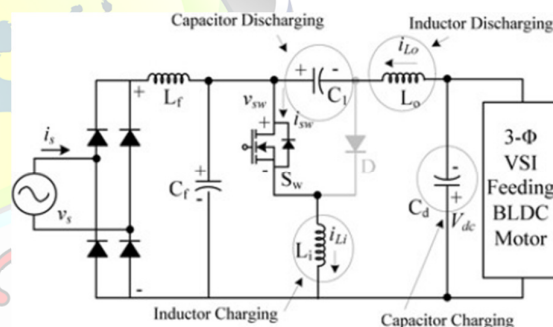 Capacitor Discharging
Inductor Discharging
+ Lf
+ - C1
iLo
Lo
vsw
isw
+
-
Sw
D
is
vs
Cf
+
-
Li
iLi
Cd
-
+
Vdc
3-Φ
VSI
Feeding
BLDC
Motor
-
Inductor Charging
Capacitor Charging